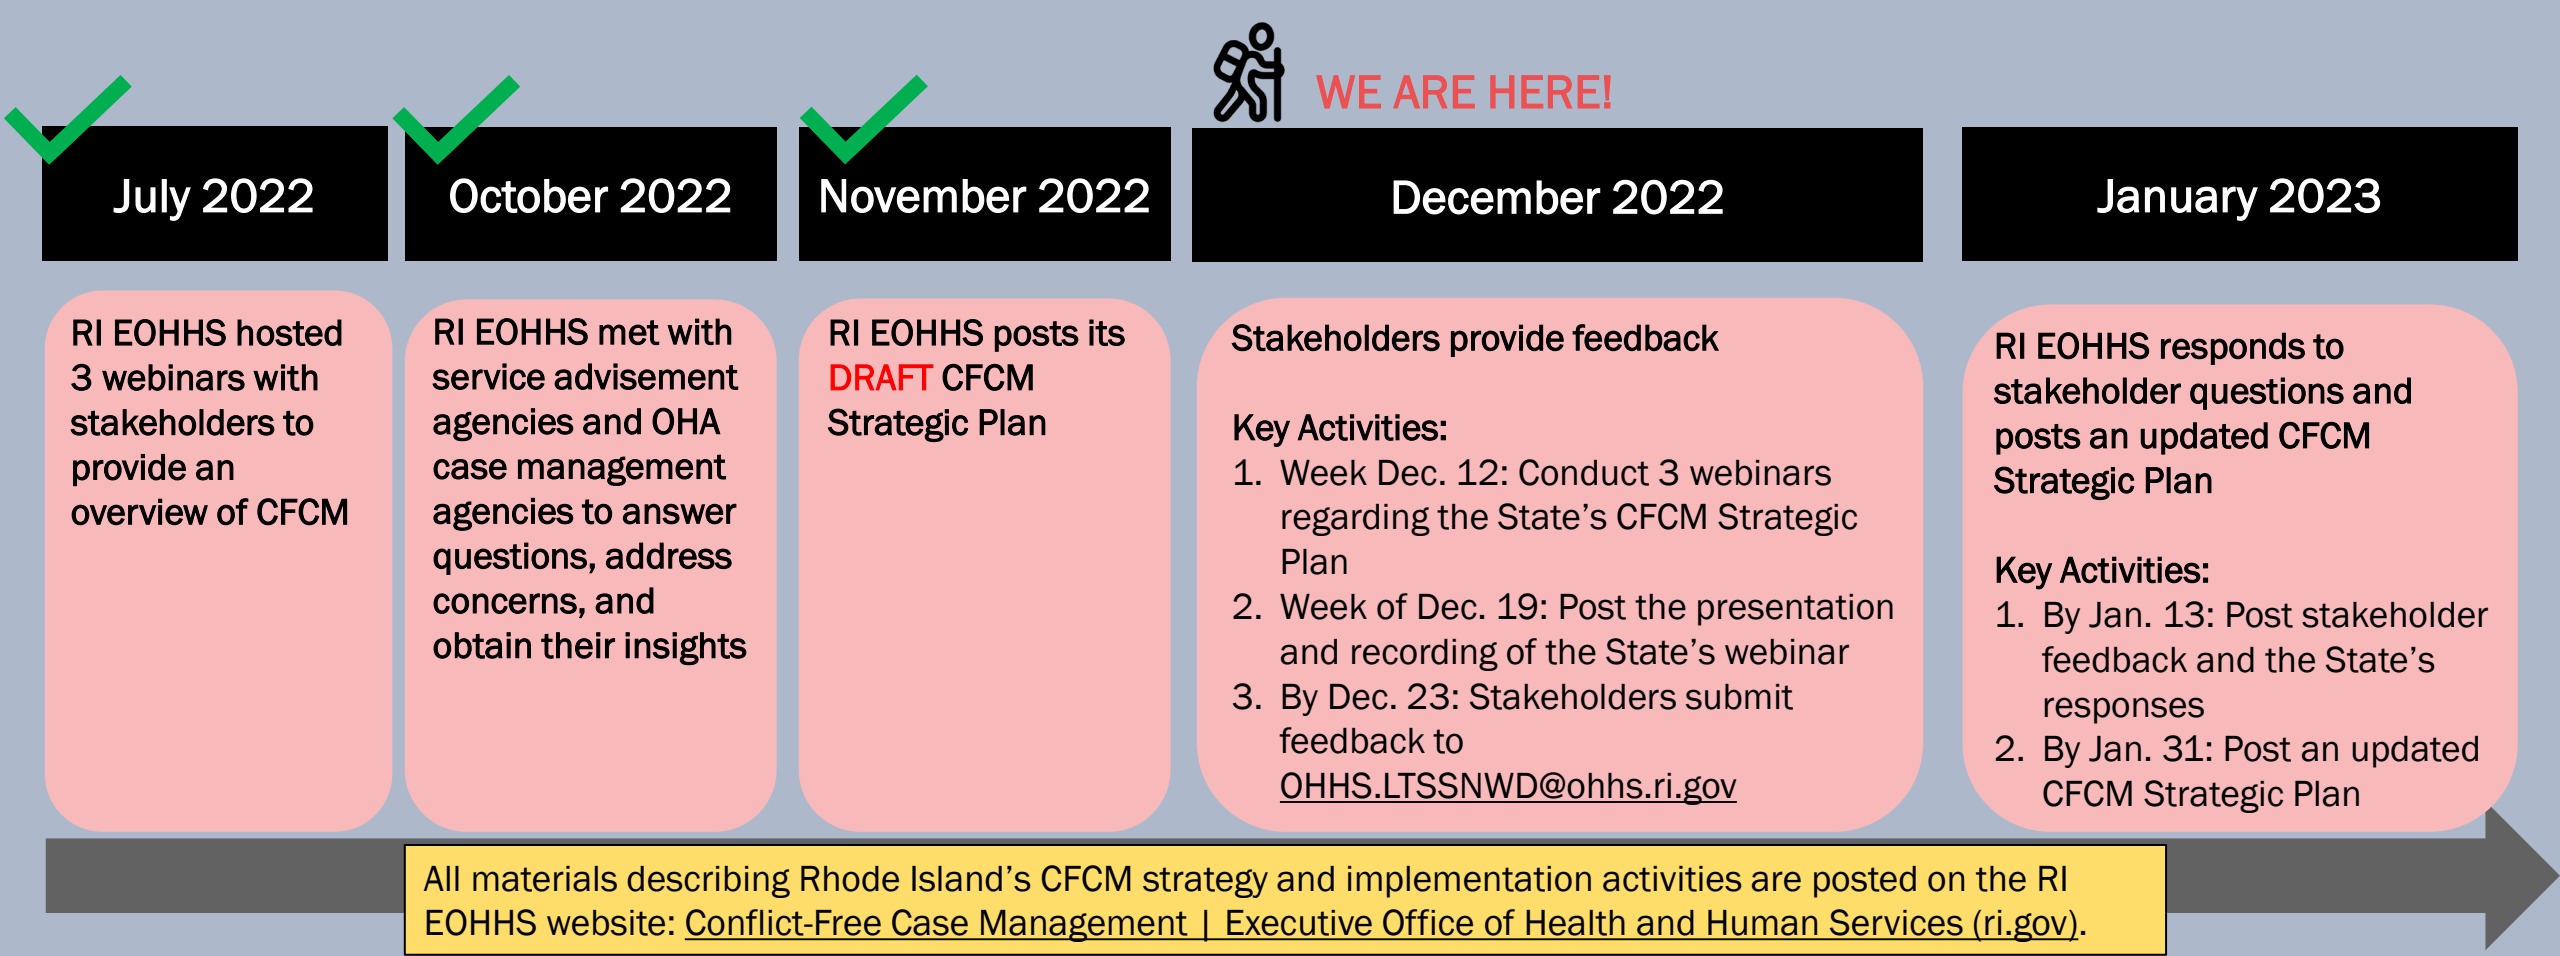 WE ARE HERE!
July 2022
RI EOHHS hosted
3 webinars with
stakeholders to
provide an
overview of CFCM
October 2022
RI EOHHS met with
service advisement
agencies and OHA
case management
agencies to answer
questions, address
concerns, and
obtain their insights
November 2022
RI EOHHS posts its
DRAFT CFCM
Strategic Plan
December 2022
Stakeholders provide feedback
Key Activities:
1. Week Dec. 12: Conduct 3 webinars
regarding the State’s CFCM Strategic
Plan
2. Week of Dec. 19: Post the presentation
and recording of the State’s webinar
3. By Dec. 23: Stakeholders submit
feedback to
OHHS.LTSSNWD@ohhs.ri.gov
January 2023
RI EOHHS responds to
stakeholder questions and
posts an updated CFCM
Strategic Plan
Key Activities:
1. By Jan. 13: Post stakeholder
feedback and the State’s
responses
2. By Jan. 31: Post an updated
CFCM Strategic Plan
All materials describing Rhode Island’s CFCM strategy and implementation activities are posted on the RI
EOHHS website: Conflict-Free Case Management | Executive Office of Health and Human Services (ri.gov).